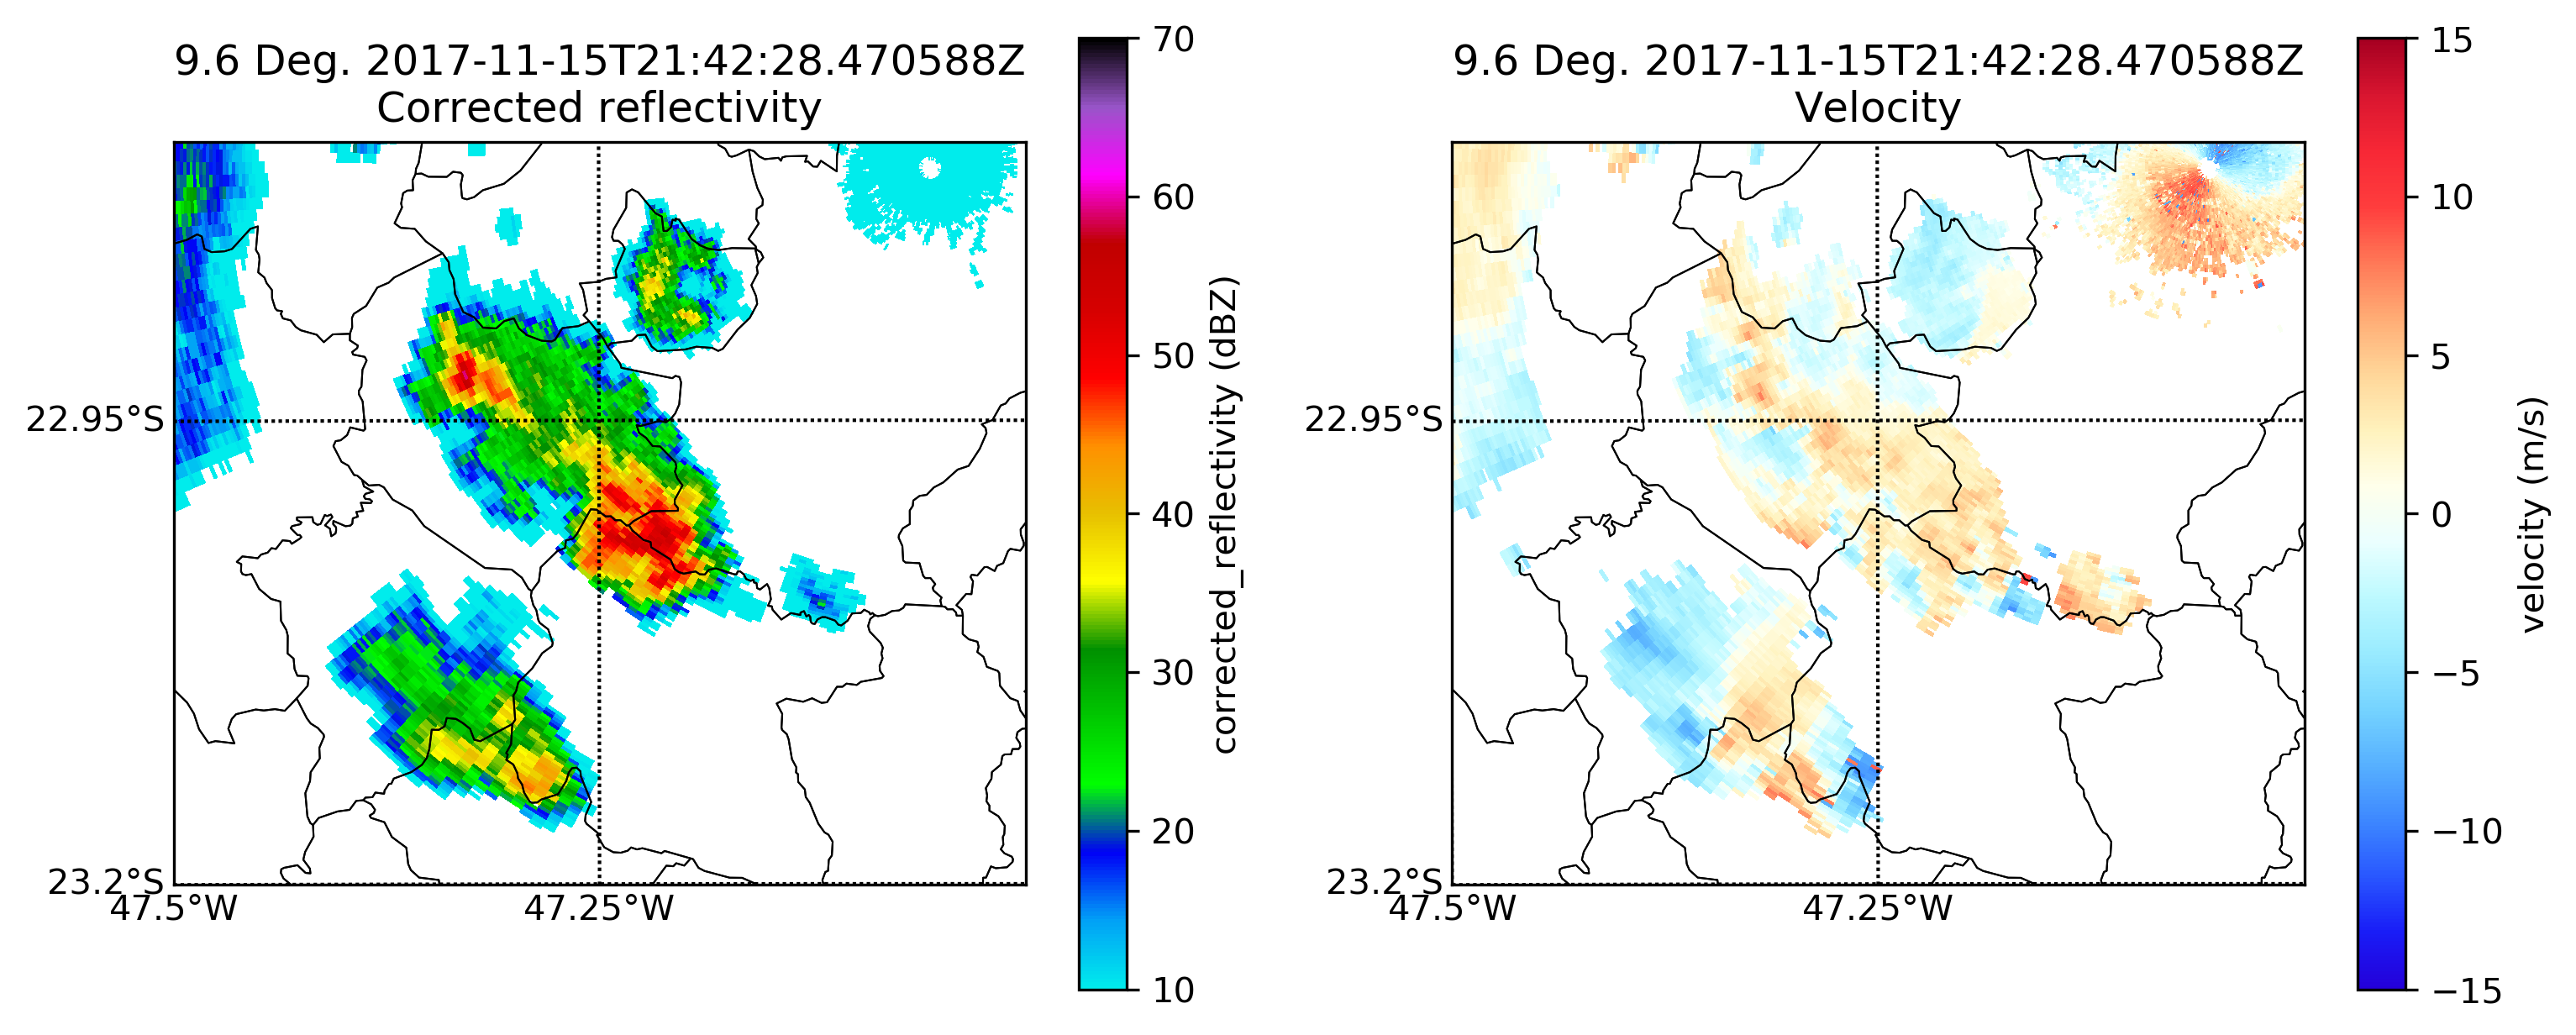 9.6 Deg. 2017-11-15T21:42:28.470588Z
Corrected reflectivity
22.95°S
23.2°S
47.5°W
47.25°W
70
60
50
40
30
20
10
corrected_reflectivity (dBZ)
9.6 Deg. 2017-11-15T21:42:28.470588Z
Velocity
22.95°S
23.2°S
47.5°W
47.25°W
15
10
5
0
−5
−10
−15
velocity (m/s)